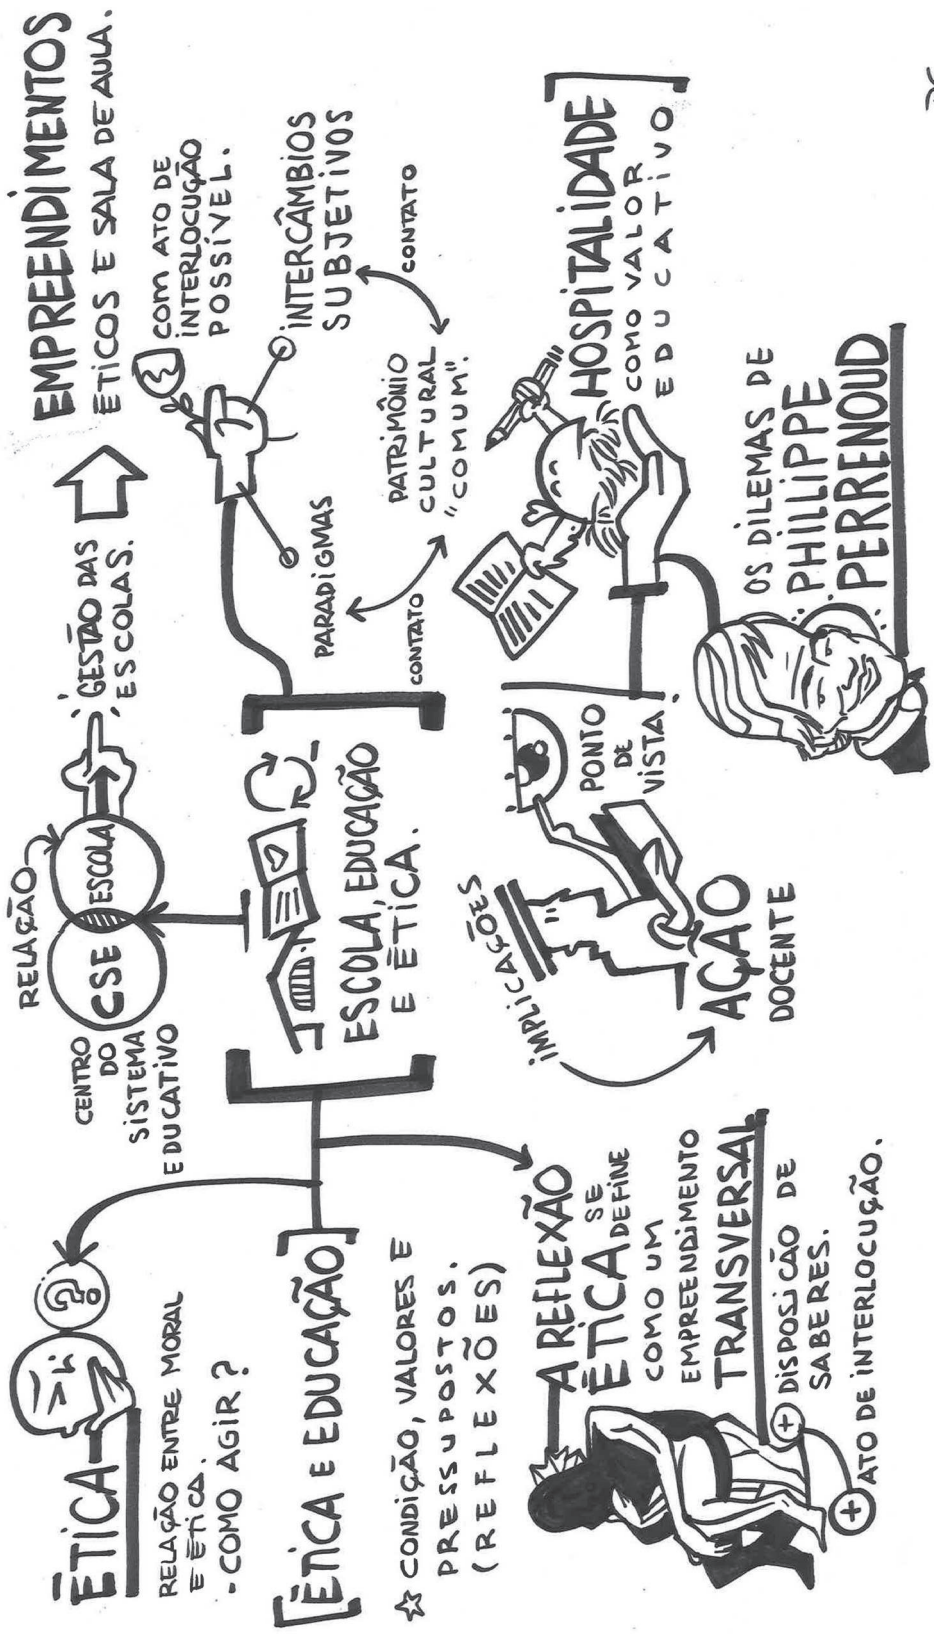 ÉTICA
RELAÇÃO ENTRE MORAL
E ÉTICA.
- COMO AGIR?
?
[ÉTICA E EDUCAÇÃO]
☆ CONDIÇÃO, VALORES E
PRESSUPOSTOS.
(REFLEXÕES)
A REFLEXÃO
ÉTICA SE
DEFINE
COMO UM
EMPREENDIMENTO
TRANSVERSAL
+ DISPOSICÃO DE
SABERES.
+ ATO DE INTERLOCUÇÃO.
RELAÇÃO
CSE
ESCOLA
CENTRO
DO
SISTEMA
EDUCATIVO
GESTÃO DAS
ESCOLAS.
EMPREENDIMENTOS
ÉTICOS E SALA DE AULA.
ESCOLA, EDUCAÇÃO
E ÉTICA.
COM ATO DE
INTERLOCUÇÃO
POSSÍVEL.
INTERCÂMBIOS
SUBJETIVOS
PARADIGMAS
CONTATO
PATRIMÔNIO
CULTURAL
"COMUM".
CONTATO
IMPLICAÇÕES
AÇÃO
DOCENTE
PONTO
DE
VISTA
HOSPITALIDADE
COMO VALOR
EDUCATIVO
OS DILEMAS DE
PHILLIPPE
PERRENOUD